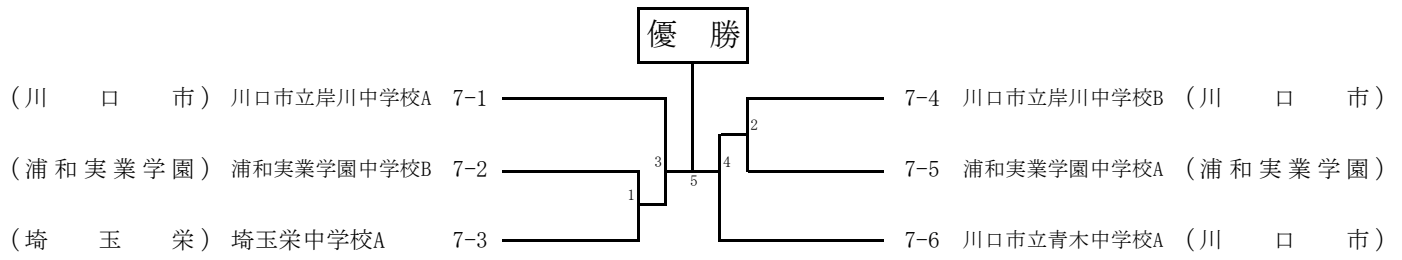 優 勝
(川 口 市) 川口市立岸川中学校A 7-1
7-4 川口市立岸川中学校B (川 口 市)
2
(浦和実業学園) 浦和実業学園中学校B 7-2
3
4
5
7-5 浦和実業学園中学校A (浦和実業学園)
1
(埼 玉 栄) 埼玉栄中学校A 7-3
7-6 川口市立青木中学校A (川 口 市)